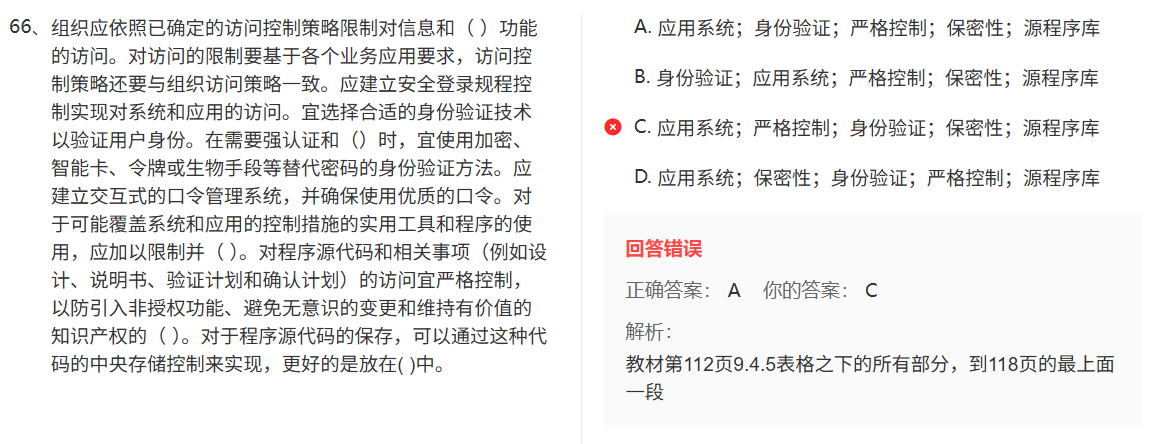 66、组织应依照已确定的访问控制策略限制对信息和（ ）功能
的访问。对访问的限制要基于各个业务应用要求，访问控
制策略还要与组织访问策略一致。应建立安全登录规程控
制实现对系统和应用的访问。宜选择合适的身份验证技术
以验证用户身份。在需要强认证和（）时，宜使用加密、
智能卡、令牌或生物手段等替代密码的身份验证方法。应
建立交互式的口令管理系统，并确保使用优质的口令。对
于可能覆盖系统和应用的控制措施的实用工具和程序的使
用，应加以限制并（ ）。对程序源代码和相关事项（例如设
计、说明书、验证计划和确认计划）的访问宜严格控制，
以防引入非授权功能、避免无意识的变更和维持有价值的
知识产权的（ ）。对于程序源代码的保存，可以通过这种代
码的中央存储控制来实现，更好的是放在( )中。
A. 应用系统；身份验证；严格控制；保密性；源程序库
B. 身份验证；应用系统；严格控制；保密性；源程序库
C. 应用系统；严格控制；身份验证；保密性；源程序库
D. 应用系统；保密性；身份验证；严格控制；源程序库
回答错误
正确答案： A 你的答案： C
解析：
教材第112页9.4.5表格之下的所有部分，到118页的最上面
一段